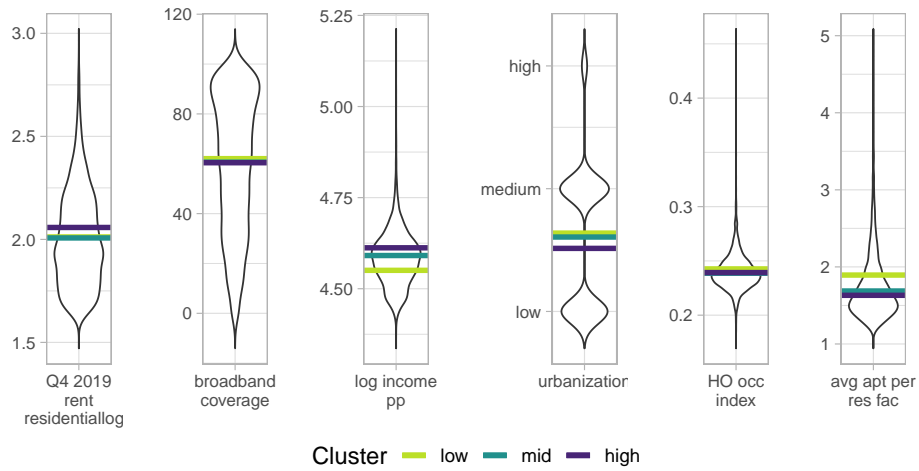 3.0
2.5
2.0
1.5
Q4 2019
rent
residentiallog
120
80
40
0
broadband
coverage
5.25
5.00
4.75
4.50
log income
pp
high
medium
low
urbanization
0.4
0.3
0.2
HO occ
index
5
4
3
2
1
avg apt per
res fac
Cluster low mid high